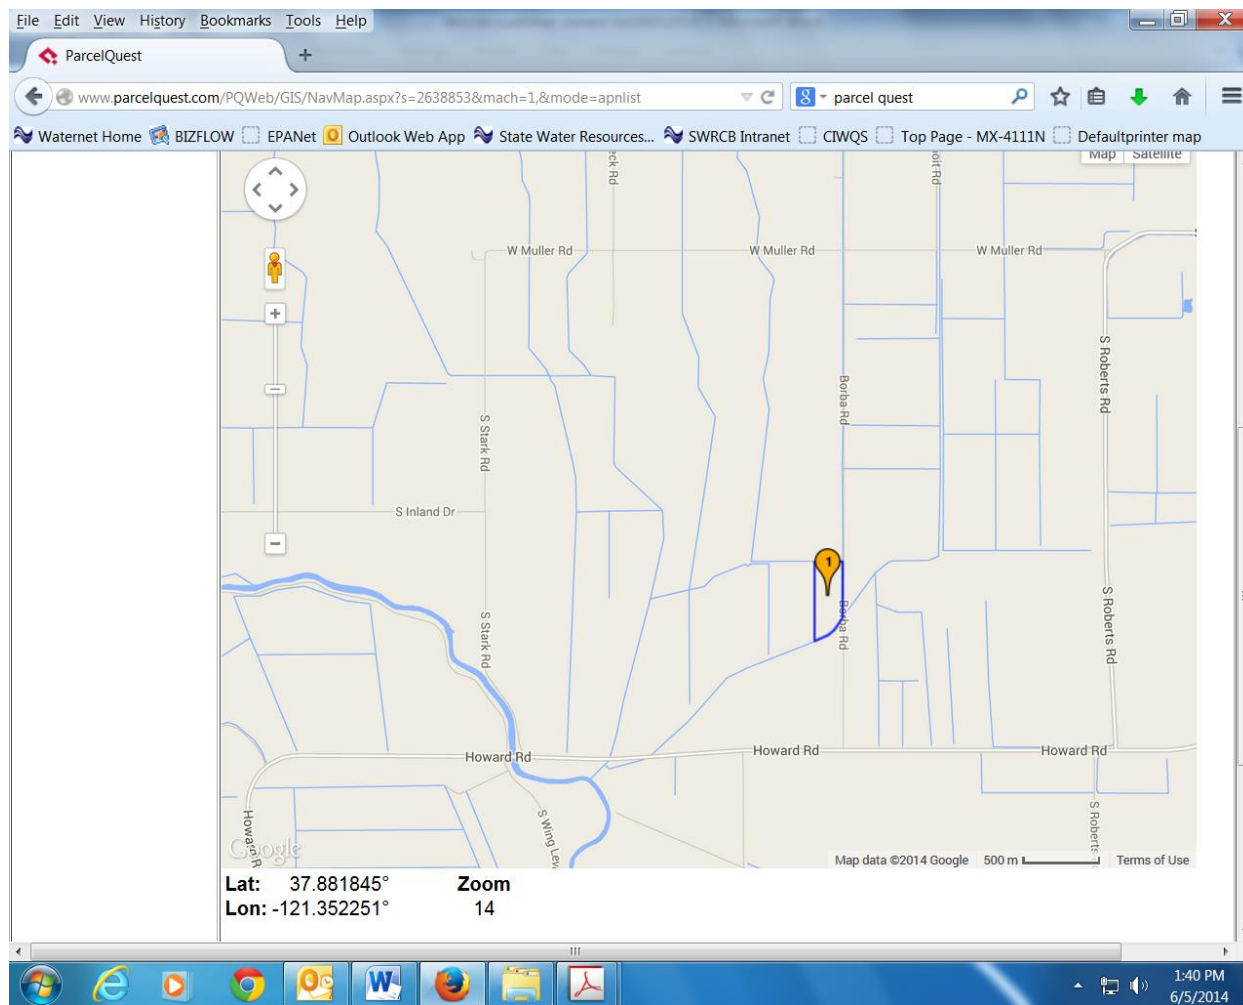 File Edit View History Bookmarks Tools Help
ParcelQuest
www.parcelquest.com/PQWeb/GIS/NavMap.aspx?s=2638853&mach=1,&mode=apnlist
parcel quest
Waternet Home BIZFLOW EPANet Outlook Web App State Water Resources... SWRCB Intranet CIWQS Top Page - MX-4111N Defaultprinter map
Map Satellite
W Muller Rd
W Muller Rd
W Muller Rd
S Roberts Rd
Borba Rd
S Stark Rd
S Inland Dr
1
Borba Rd
S Stark Rd
S Roberts Rd
Howard Rd
Howard Rd
Howard Rd
S Wing Lev
Howard R
S Roberts
Google
Map data ©2014 Google 500 m Terms of Use
Lat: 37.881845° Zoom
Lon: -121.352251° 14
1:40 PM
6/5/2014